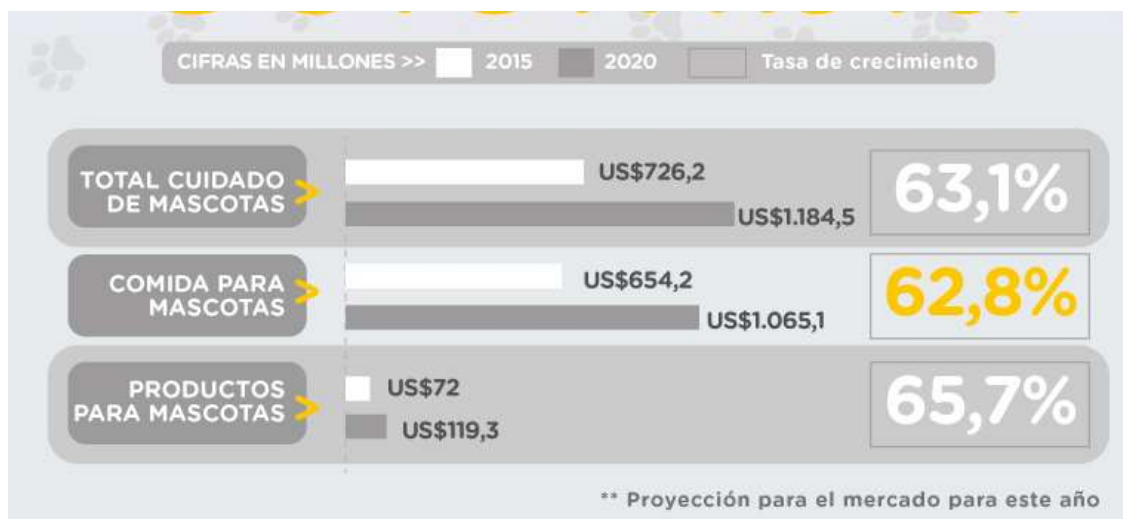 CIFRAS EN MILLONES >> 2015 2020 Tasa de crecimiento
TOTAL CUIDADO
DE MASCOTAS >
US$726,2
US$1.184,5
63,1%
COMIDA PARA
MASCOTAS >
US$654,2
US$1.065,1
62,8%
PRODUCTOS
PARA MASCOTAS >
US$72
US$119,3
65,7%
** Proyección para el mercado para este año